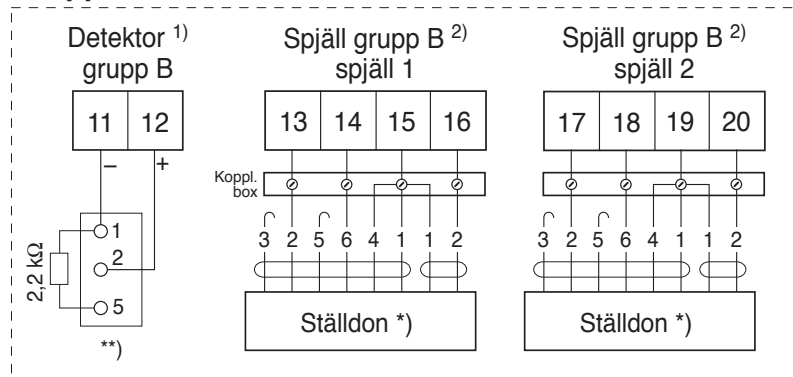 Detektor 1)
grupp B
11 12
– +
1
2
5
2,2 kΩ
**)
Spjäll grupp B 2)
spjäll 1
13 14 15 16
Koppl.
box
3 2 5 6 4 1 1 2
Ställdon *)
Spjäll grupp B 2)
spjäll 2
17 18 19 20
3 2 5 6 4 1 1 2
Ställdon *)